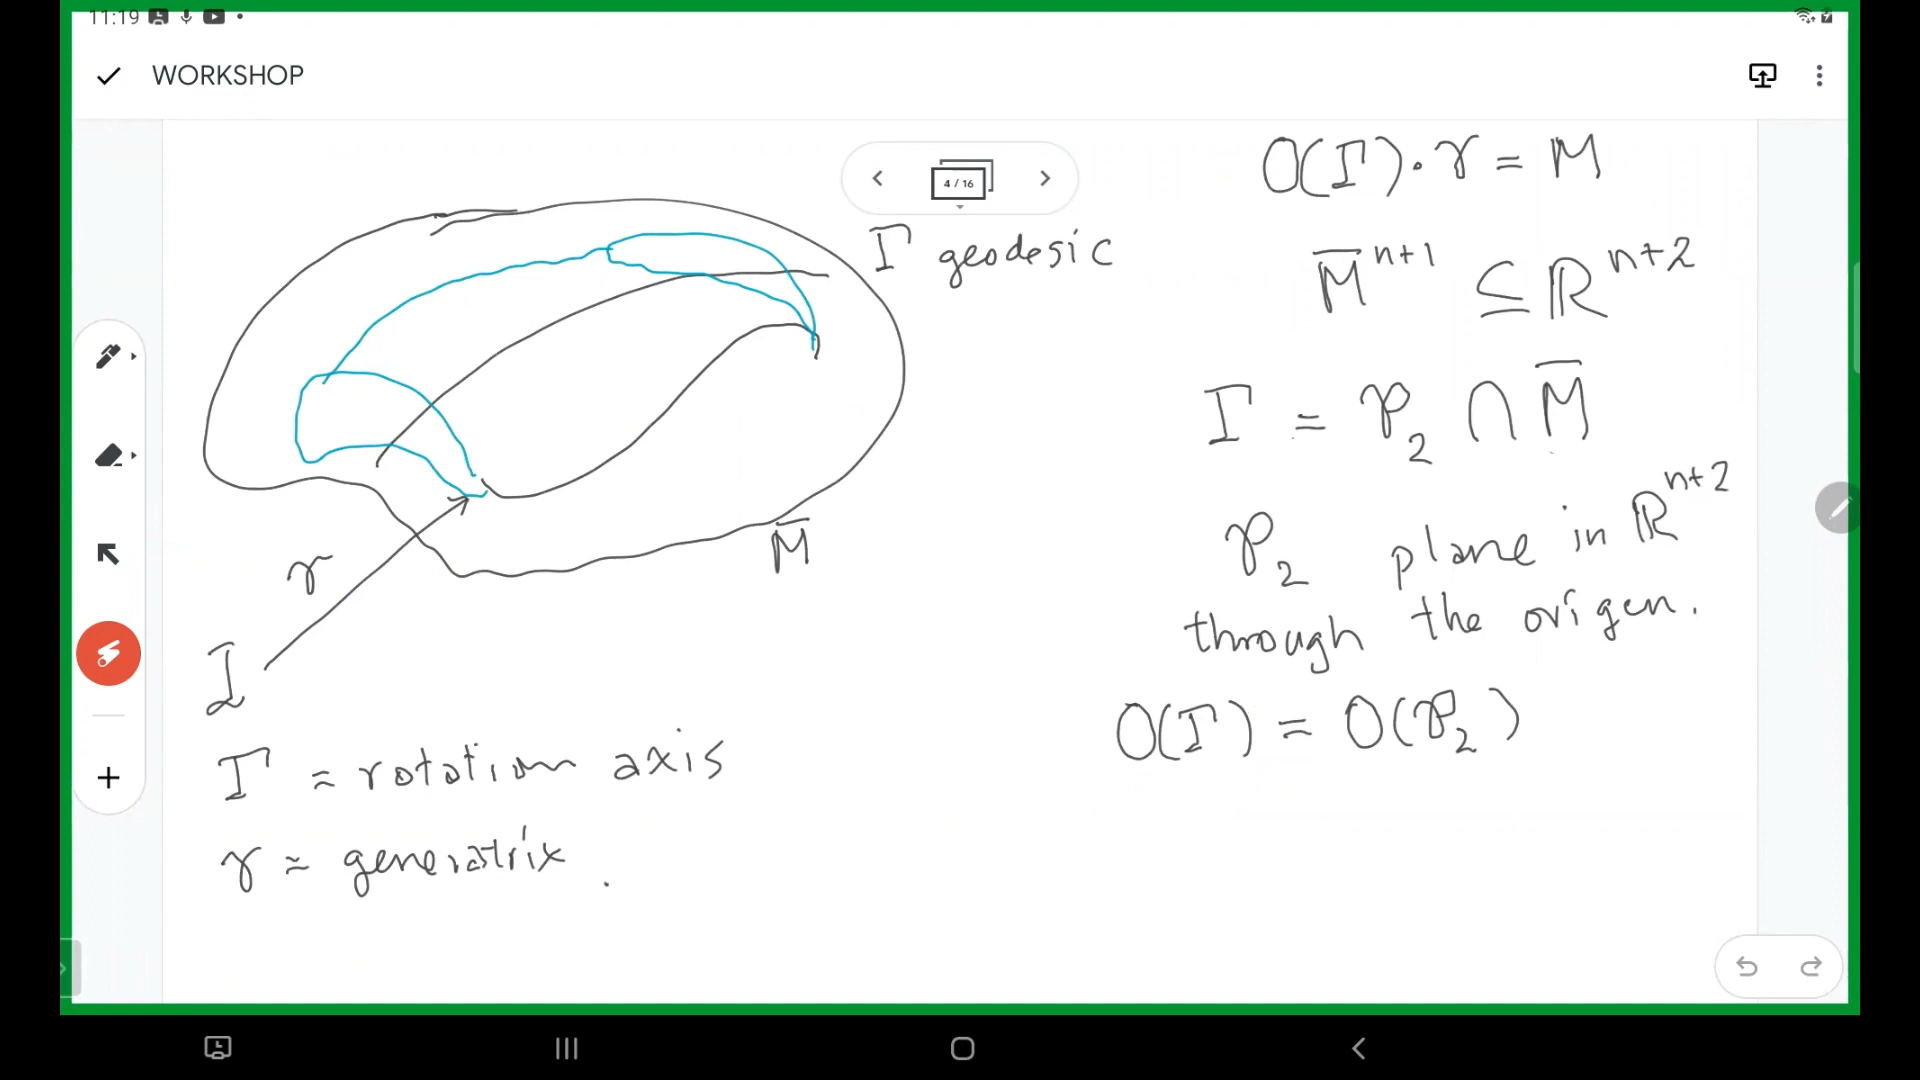 11:19
WORKSHOP
4 / 16
Γ geodesic
M̅
γ
I
Γ = rotation axis
γ ≈ generatrix.
O(Γ)·γ = M
M̅ⁿ⁺¹ ⊆ ℝⁿ⁺²
Γ = 𝒫₂ ∩ M̅
𝒫₂ plane in ℝⁿ⁺²
through the origen.
O(Γ) = O(𝒫₂)